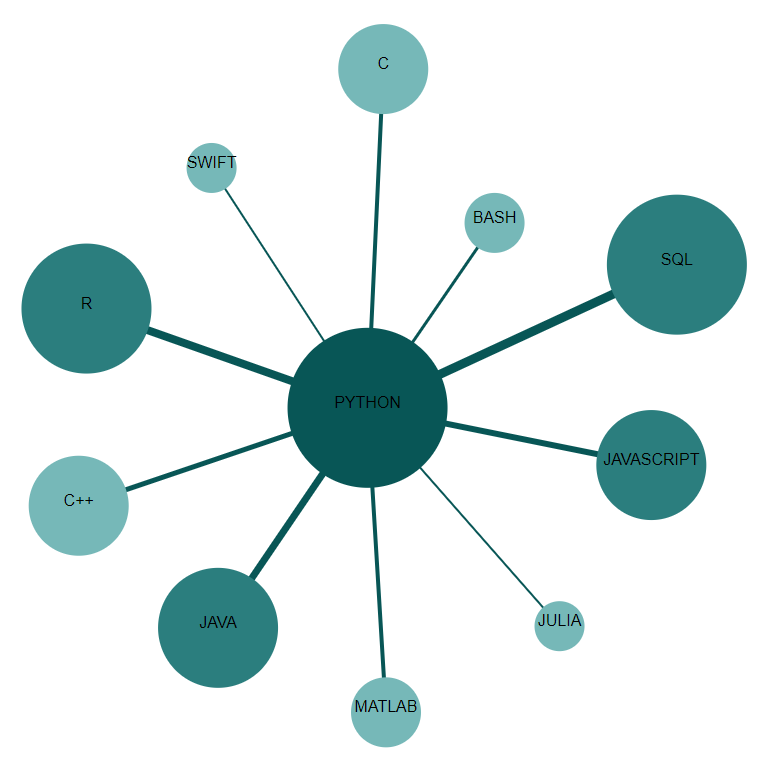 C
SWIFT
BASH
SQL
R
PYTHON
JAVASCRIPT
C++
JULIA
JAVA
MATLAB